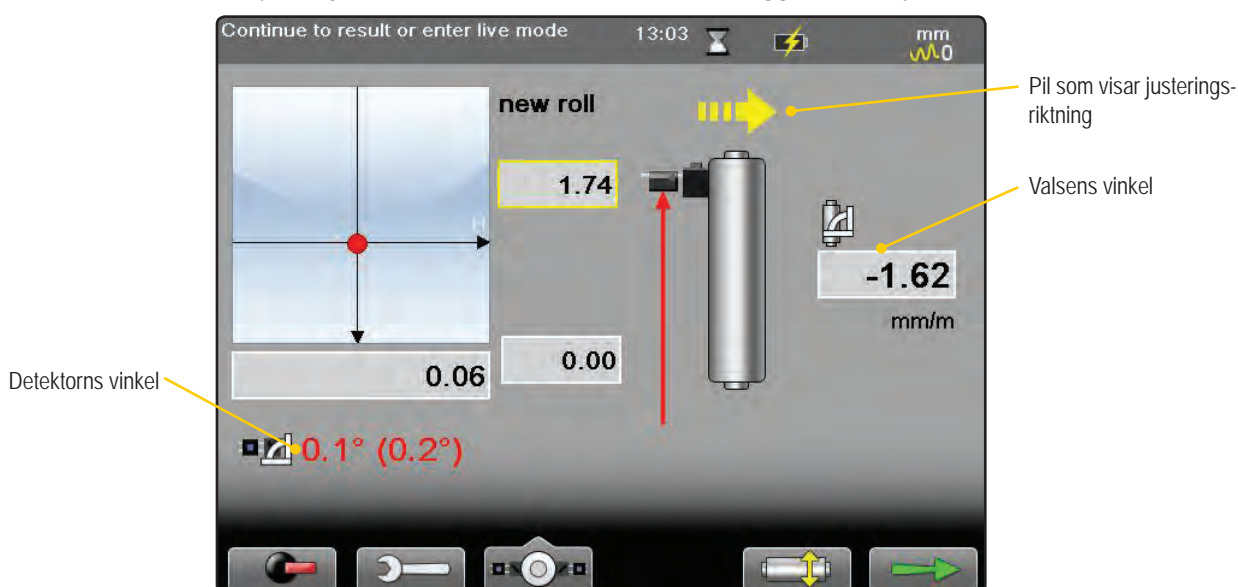 Continue to result or enter live mode
13:03
mm
0
new roll
1.74
H
-1.62
mm/m
0.06
0.00
0.1° (0.2°)
Pil som visar justerings-
riktning
Valsens vinkel
Detektorns vinkel